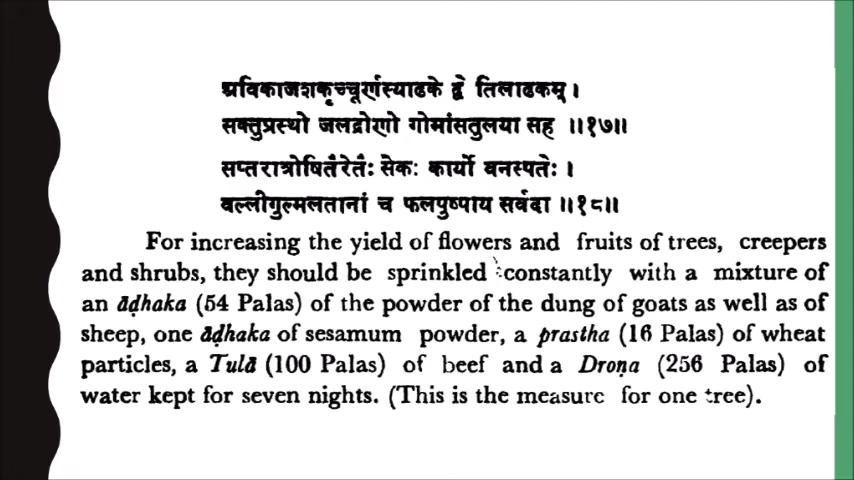 प्रविकाजशकृच्चूर्णस्याढके द्वे तिलाढकम् ।
सक्तुप्रस्थो जलद्रोणो गोमांसतुलया सह ॥१७॥
सप्तरात्रोषितैरेतैः सेकः कार्यो वनस्पतेः ।
वल्लीगुल्मलतानां च फलपुष्पाय सर्वदा ॥१८॥
For increasing the yield of flowers and fruits of trees, creepers
and shrubs, they should be sprinkled constantly with a mixture of
an āḍhaka (54 Palas) of the powder of the dung of goats as well as of
sheep, one āḍhaka of sesamum powder, a prastha (16 Palas) of wheat
particles, a Tulā (100 Palas) of beef and a Droṇa (256 Palas) of
water kept for seven nights. (This is the measure for one tree).